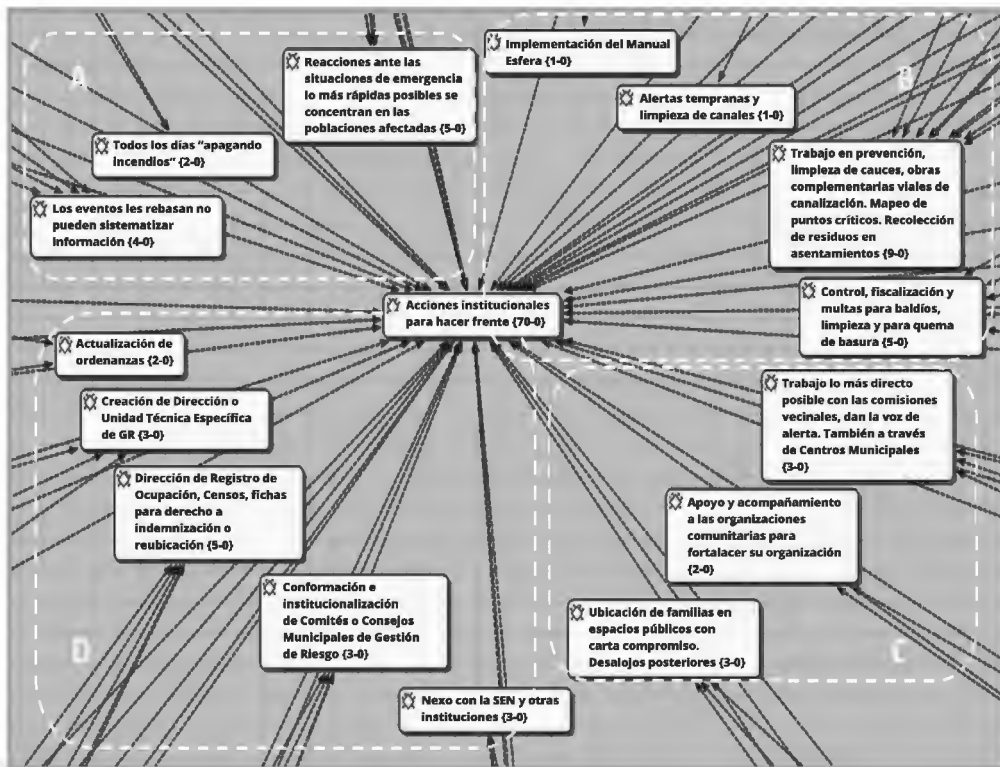 A
Reacciones ante las
situaciones de emergencia
lo más rápidas posibles se
concentran en las
poblaciones afectadas {5-0}
Todos los días "apagando
incendios" {2-0}
Los eventos les rebasan no
pueden sistematizar
información {4-0}
B
Implementación del Manual
Esfera {1-0}
Alertas tempranas y
limpieza de canales {1-0}
Trabajo en prevención,
limpieza de cauces, obras
complementarias viales de
canalización. Mapeo de
puntos críticos. Recolección
de residuos en
asentamientos {9-0}
Control, fiscalización y
multas para baldíos,
limpieza y para quema
de basura {5-0}
Acciones institucionales
para hacer frente {70-0}
Actualización de
ordenanzas {2-0}
Creación de Dirección o
Unidad Técnica Específica
de GR {3-0}
Dirección de Registro de
Ocupación, Censos, fichas
para derecho a
indemnización o
reubicación {5-0}
Conformación e
institucionalización
de Comités o Consejos
Municipales de Gestión
de Riesgo {3-0}
D
Nexo con la SEN y otras
instituciones {3-0}
Trabajo lo más directo
posible con las comisiones
vecinales, dan la voz de
alerta. También a través
de Centros Municipales
{3-0}
Apoyo y acompañamiento
a las organizaciones
comunitarias para
fortalacer su organización
{2-0}
Ubicación de familias en
espacios públicos con
carta compromiso.
Desalojos posteriores {3-0}
C